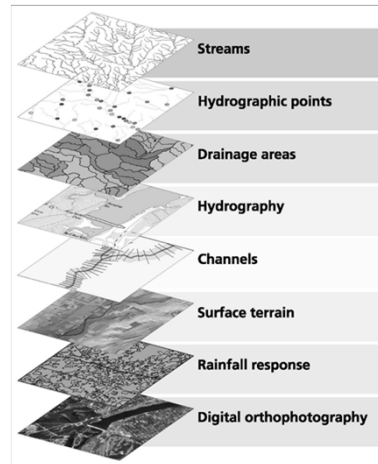 Streams
Hydrographic points
Drainage areas
Hydrography
Channels
Surface terrain
Rainfall response
Digital orthophotography